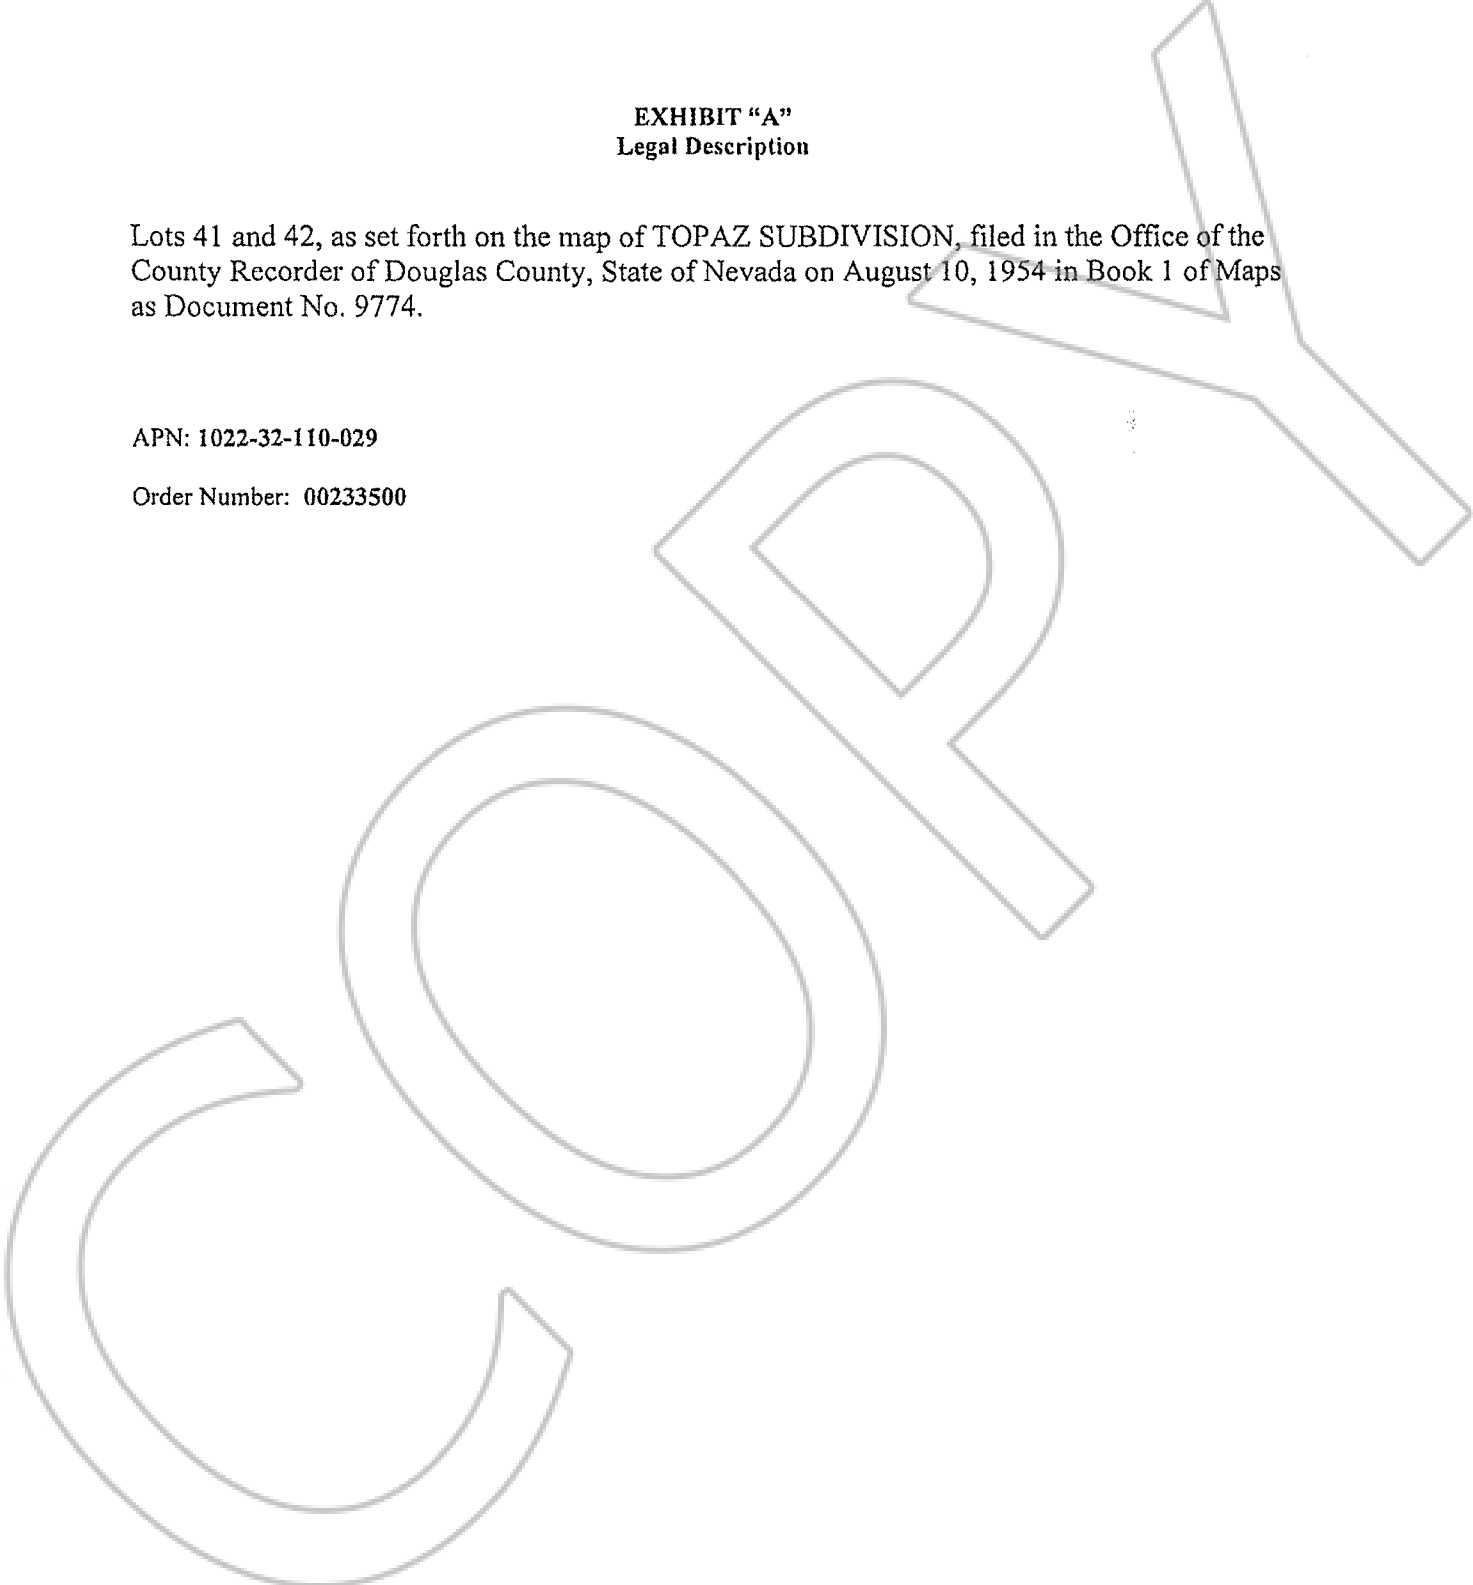 EXHIBIT “A”
Legal Description
Lots 41 and 42, as set forth on the map of TOPAZ SUBDIVISION, filed in the Office of the
County Recorder of Douglas County, State of Nevada on August 10, 1954 in Book 1 of Maps
as Document No. 9774.
APN: 1022-32-110-029
Order Number: 00233500
COPY